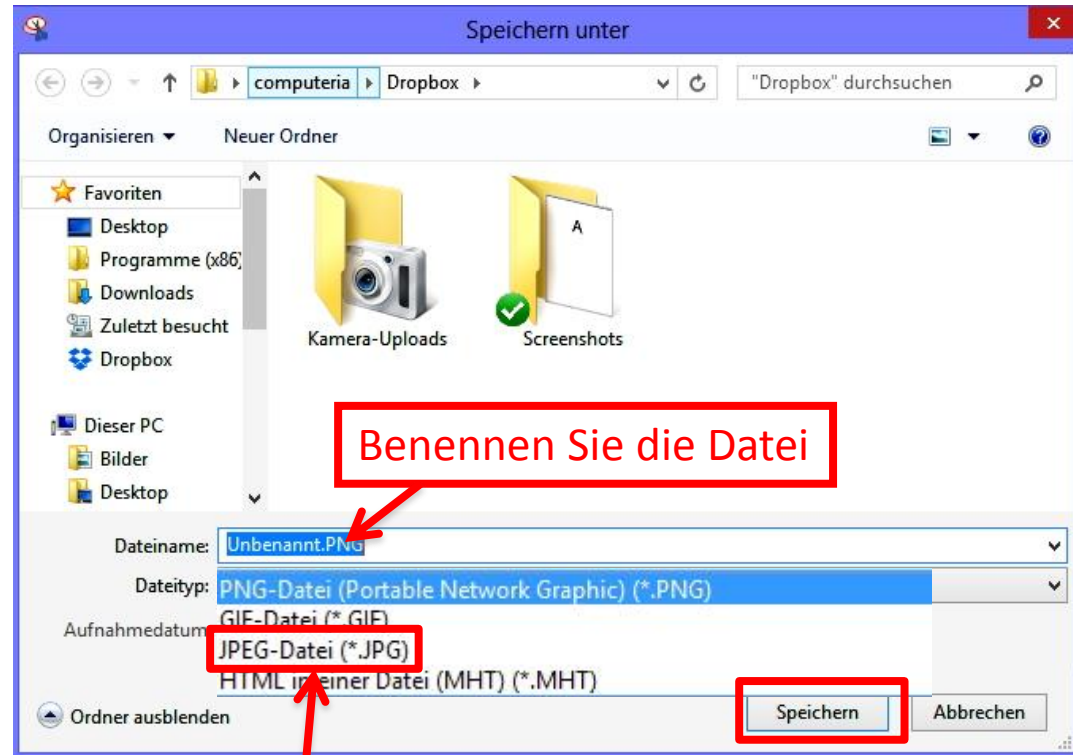 Speichern unter
computeria Dropbox
"Dropbox" durchsuchen
Organisieren
Neuer Ordner
Favoriten
Desktop
Programme (x86)
Downloads
Zuletzt besucht
Dropbox
Dieser PC
Bilder
Desktop
A
Kamera-Uploads
Screenshots
Benennen Sie die Datei
Dateiname: Unbenannt.PNG
Dateityp: PNG-Datei (Portable Network Graphic) (*.PNG)
GIF-Datei (*.GIF)
Aufnahmedatum
JPEG-Datei (*.JPG)
HTML in einer Datei (MHT) (*.MHT)
Ordner ausblenden
Speichern
Abbrechen